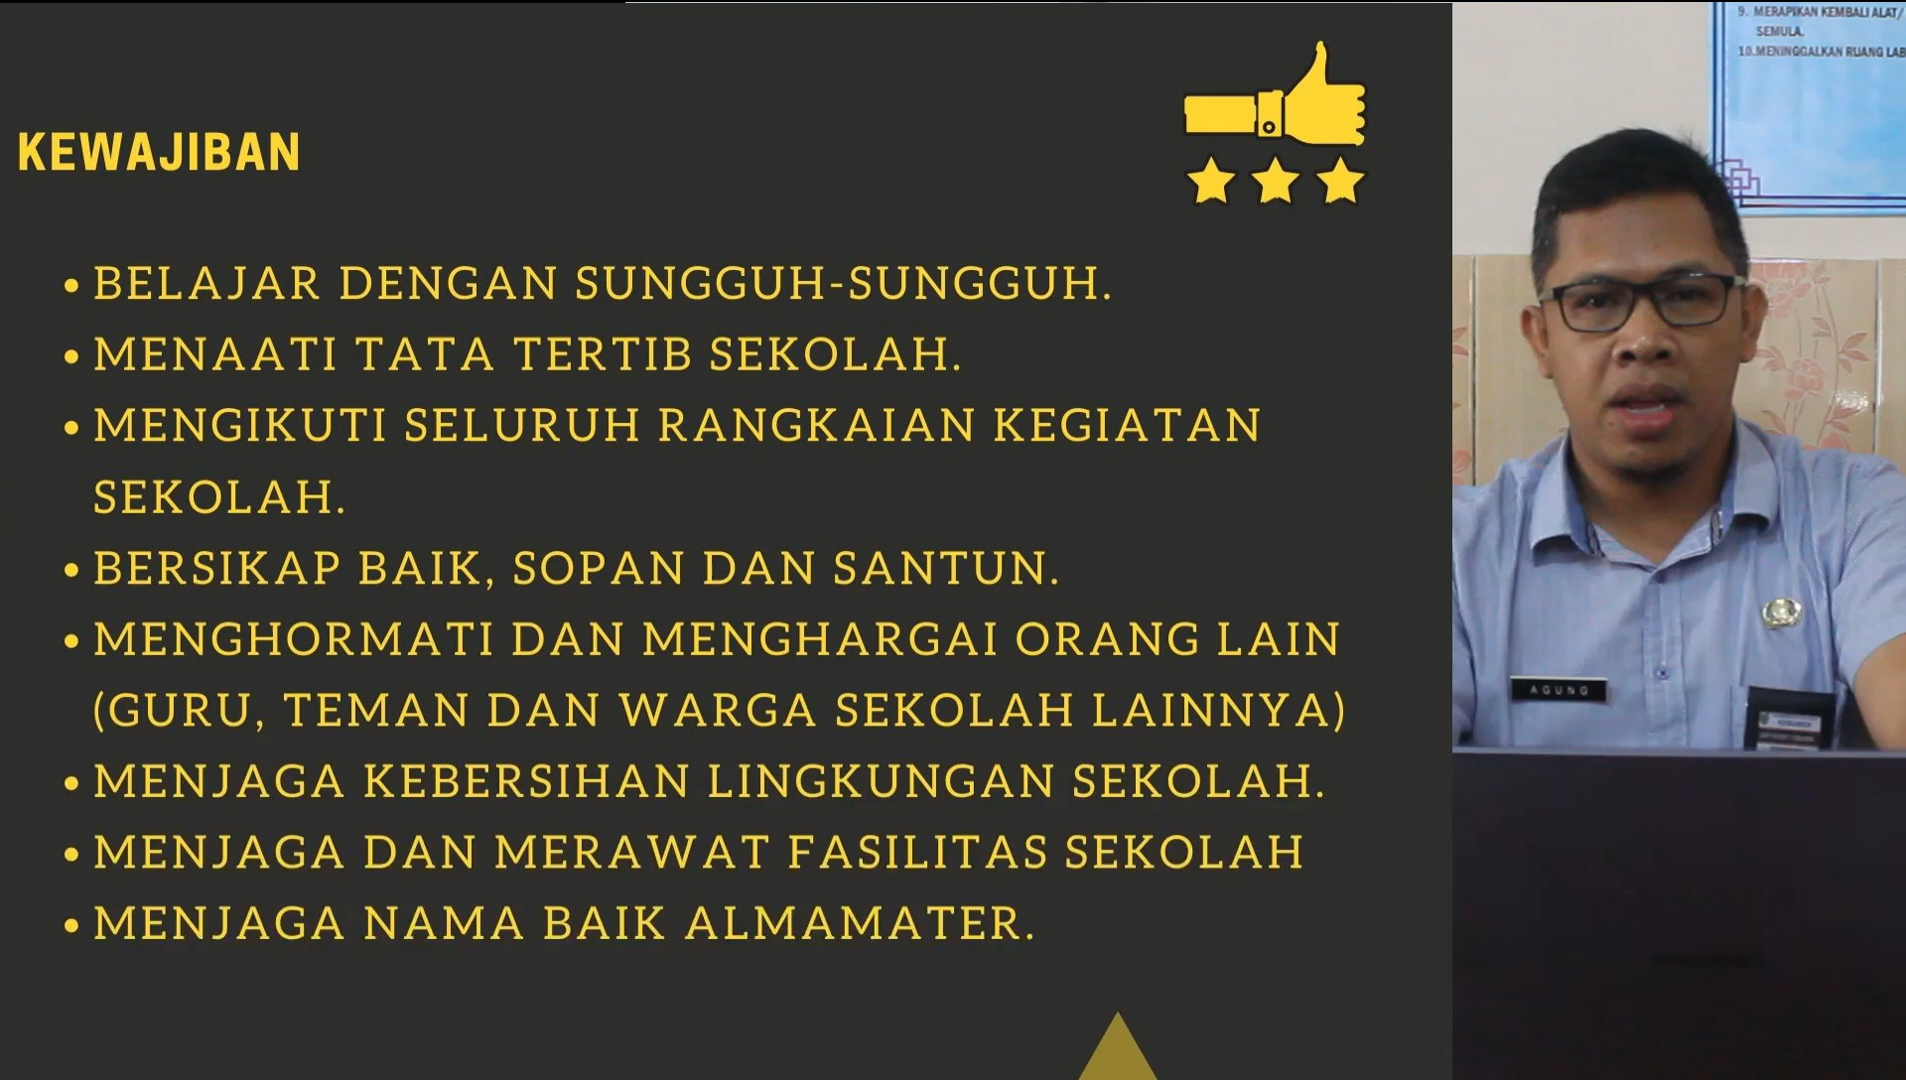 KEWAJIBAN
• BELAJAR DENGAN SUNGGUH-SUNGGUH.
• MENAATI TATA TERTIB SEKOLAH.
• MENGIKUTI SELURUH RANGKAIAN KEGIATAN
SEKOLAH.
• BERSIKAP BAIK, SOPAN DAN SANTUN.
• MENGHORMATI DAN MENGHARGAI ORANG LAIN
(GURU, TEMAN DAN WARGA SEKOLAH LAINNYA)
• MENJAGA KEBERSIHAN LINGKUNGAN SEKOLAH.
• MENJAGA DAN MERAWAT FASILITAS SEKOLAH
• MENJAGA NAMA BAIK ALMAMATER.
9. MERAPIKAN KEMBALI ALAT/
SEMULA.
10.MENINGGALKAN RUANG LAB
AGUNG